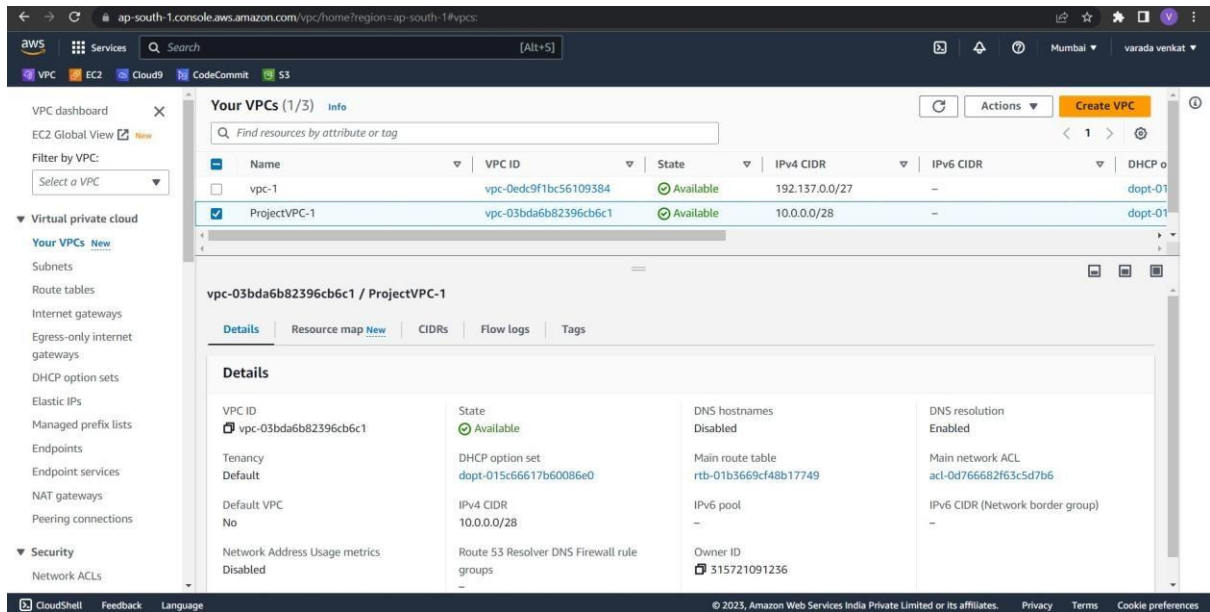 ap-south-1.console.aws.amazon.com/vpc/home?region=ap-south-1#vpcs:
V
aws Services Search [Alt+S] Mumbai varada venkat
VPC EC2 Cloud9 CodeCommit S3
VPC dashboard
EC2 Global View New
Filter by VPC:
Select a VPC
Virtual private cloud
Your VPCs New
Subnets
Route tables
Internet gateways
Egress-only internet
gateways
DHCP option sets
Elastic IPs
Managed prefix lists
Endpoints
Endpoint services
NAT gateways
Peering connections
Security
Network ACLs
Your VPCs (1/3) Info
Actions Create VPC
Find resources by attribute or tag
1
Name VPC ID State IPv4 CIDR IPv6 CIDR DHCP o
vpc-1 vpc-0edc9f1bc56109384 Available 192.137.0.0/27 – dopt-01
ProjectVPC-1 vpc-03bda6b82396cb6c1 Available 10.0.0.0/28 – dopt-01
vpc-03bda6b82396cb6c1 / ProjectVPC-1
Details Resource map New CIDRs Flow logs Tags
Details
VPC ID State DNS hostnames DNS resolution
vpc-03bda6b82396cb6c1 Available Disabled Enabled
Tenancy DHCP option set Main route table Main network ACL
Default dopt-015c66617b60086e0 rtb-01b3669cf48b17749 acl-0d766682f63c5d7b6
Default VPC IPv4 CIDR IPv6 pool IPv6 CIDR (Network border group)
No 10.0.0.0/28 – –
Network Address Usage metrics Route 53 Resolver DNS Firewall rule Owner ID
Disabled groups 315721091236
–
CloudShell Feedback Language © 2023, Amazon Web Services India Private Limited or its affiliates. Privacy Terms Cookie preferences